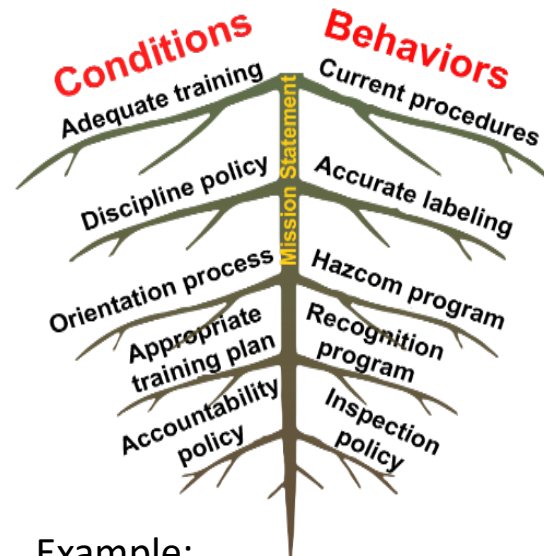 Conditions
Behaviors
Adequate training
Current procedures
Mission Statement
Discipline policy
Accurate labeling
Orientation process
Hazcom program
Appropriate
training plan
Recognition
program
Accountability
policy
Inspection
policy
Example: